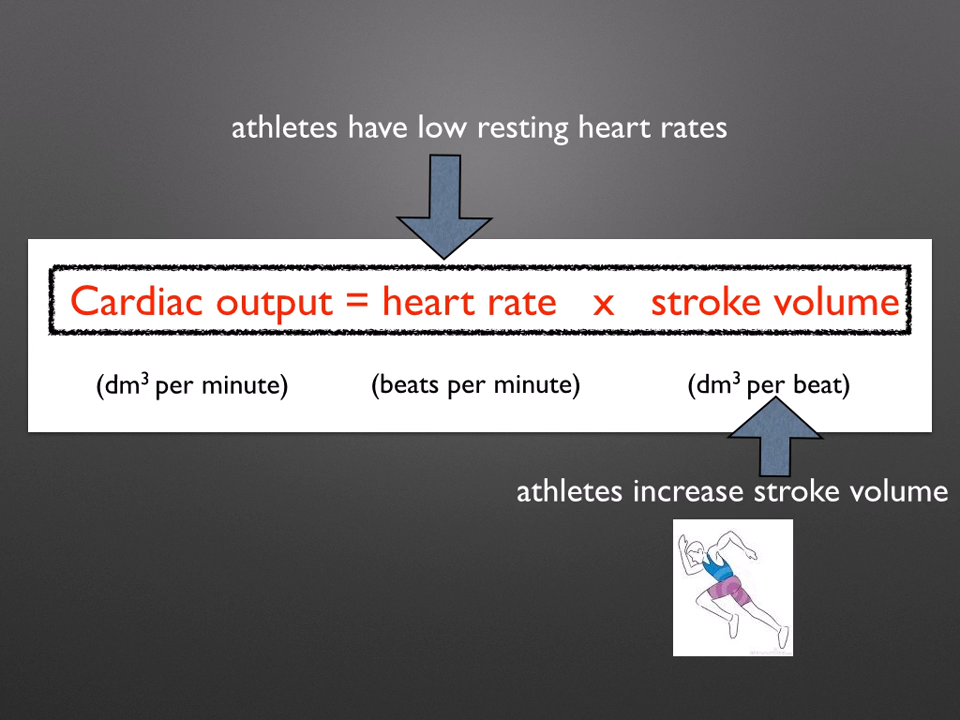 athletes have low resting heart rates
Cardiac output = heart rate x stroke volume
(dm³ per minute) (beats per minute) (dm³ per beat)
athletes increase stroke volume